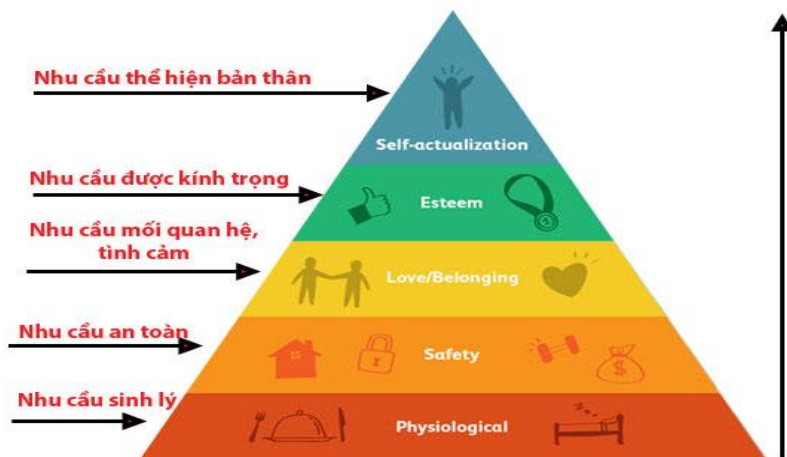 Nhu cầu thể hiện bản thân
Self-actualization
Nhu cầu được kính trọng
Esteem
Nhu cầu mối quan hệ,
tình cảm
Love/Belonging
Nhu cầu an toàn
Safety
$
Nhu cầu sinh lý
Physiological